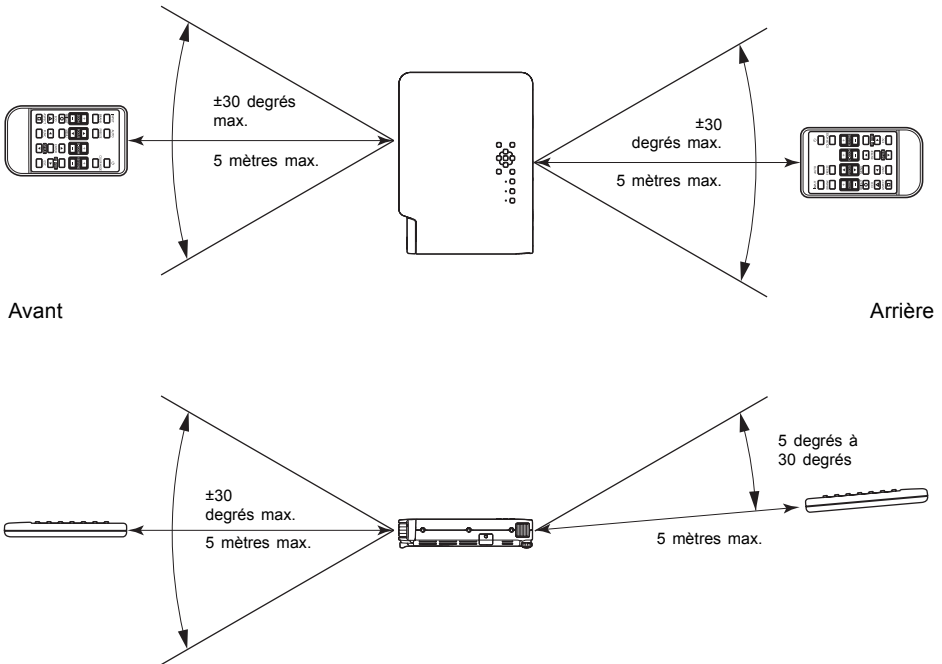 ±30 degrés
max.
5 mètres max.
±30
degrés max.
5 mètres max.
Avant
Arrière
±30
degrés max.
5 mètres max.
5 degrés à
30 degrés
5 mètres max.